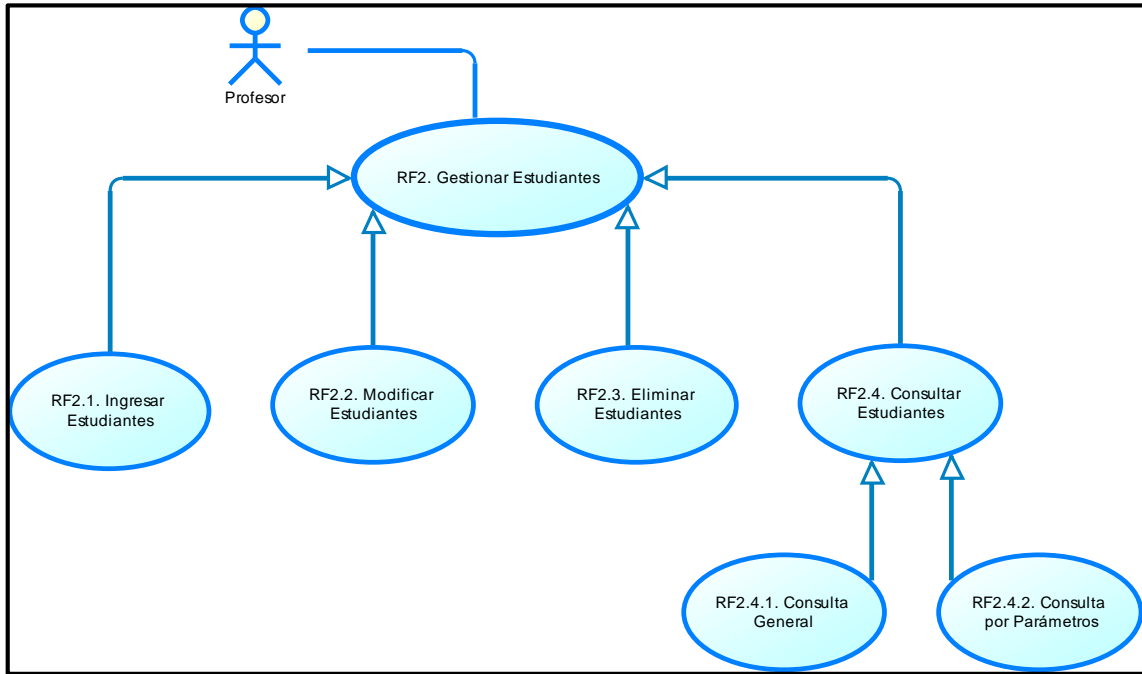 Profesor
RF2. Gestionar Estudiantes
RF2.1. Ingresar
Estudiantes
RF2.2. Modificar
Estudiantes
RF2.3. Eliminar
Estudiantes
RF2.4. Consultar
Estudiantes
RF2.4.1. Consulta
General
RF2.4.2. Consulta
por Parámetros